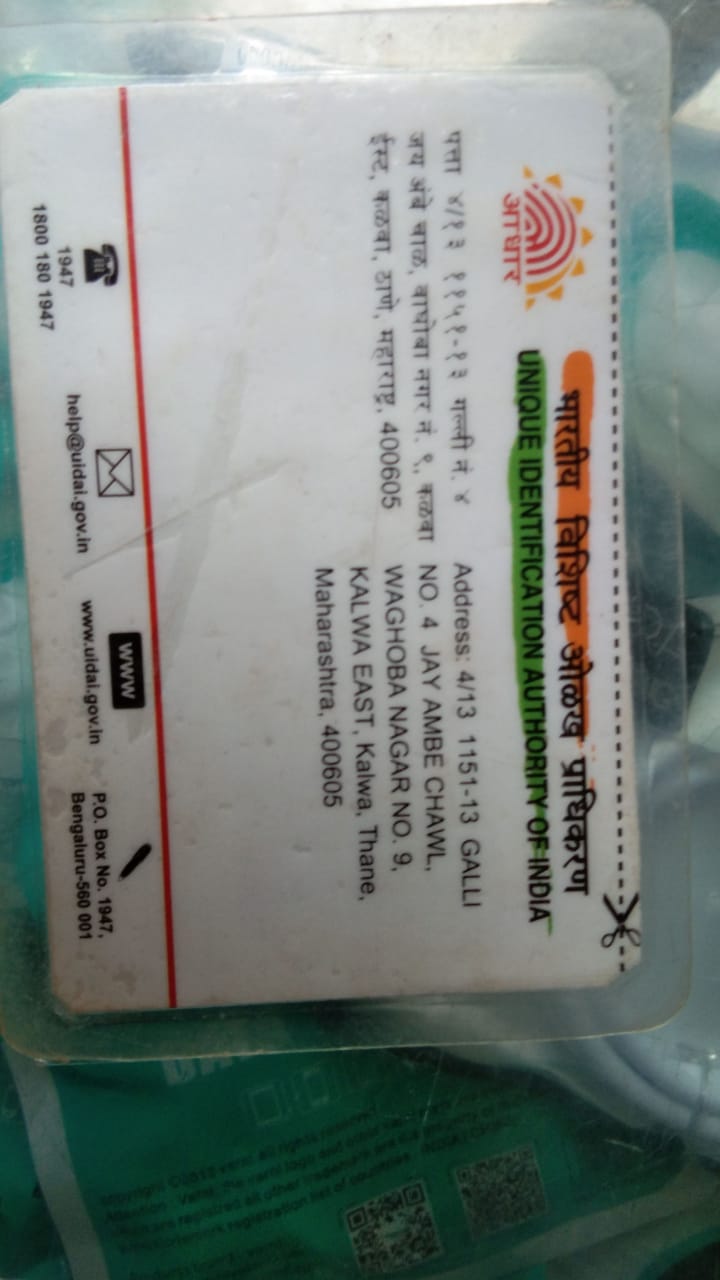 भारतीय विशिष्ट ओळख प्राधिकरण
UNIQUE IDENTIFICATION AUTHORITY OF INDIA
आधार
पत्ता ४/१३ ११५१-१३ गल्ली नं. ४
जय अंबे चाळ, वाघोबा नगर नं. ९, कळवा
ईस्ट, कळवा, ठाणे, महाराष्ट्र, 400605
Address: 4/13 1151-13 GALLI
NO. 4 JAY AMBE CHAWL,
WAGHOBA NAGAR NO. 9,
KALWA EAST, Kalwa, Thane,
Maharashtra, 400605
1947
1800 180 1947
help@uidai.gov.in
www
www.uidai.gov.in
P.O. Box No. 1947,
Bengaluru-560 001